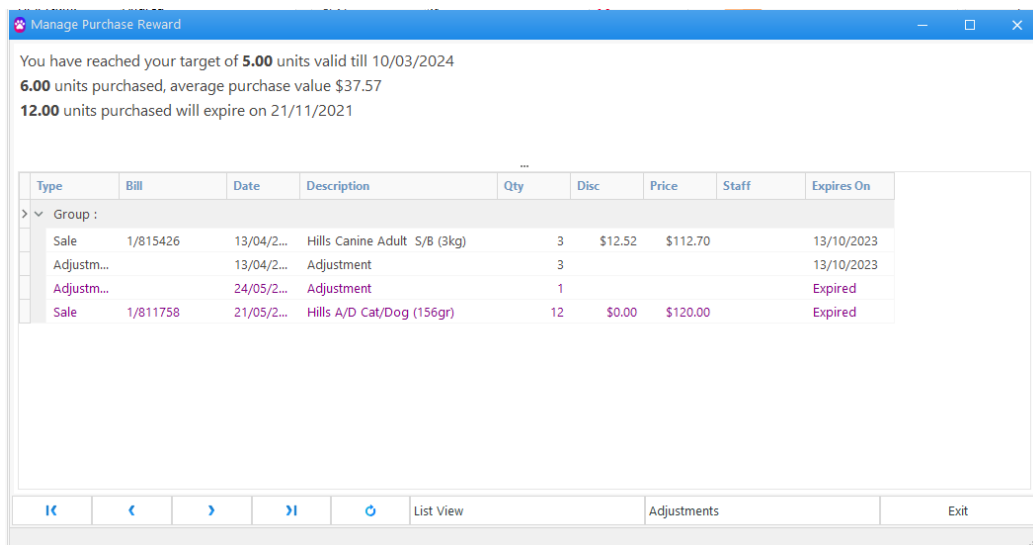 Manage Purchase Reward
You have reached your target of 5.00 units valid till 10/03/2024
6.00 units purchased, average purchase value $37.57
12.00 units purchased will expire on 21/11/2021
...
Type Bill Date Description Qty Disc Price Staff Expires On
Group :
Sale 1/815426 13/04/2... Hills Canine Adult S/B (3kg) 3 $12.52 $112.70 13/10/2023
Adjustm... 13/04/2... Adjustment 3 13/10/2023
Adjustm... 24/05/2... Adjustment 1 Expired
Sale 1/811758 21/05/2... Hills A/D Cat/Dog (156gr) 12 $0.00 $120.00 Expired
List View Adjustments Exit